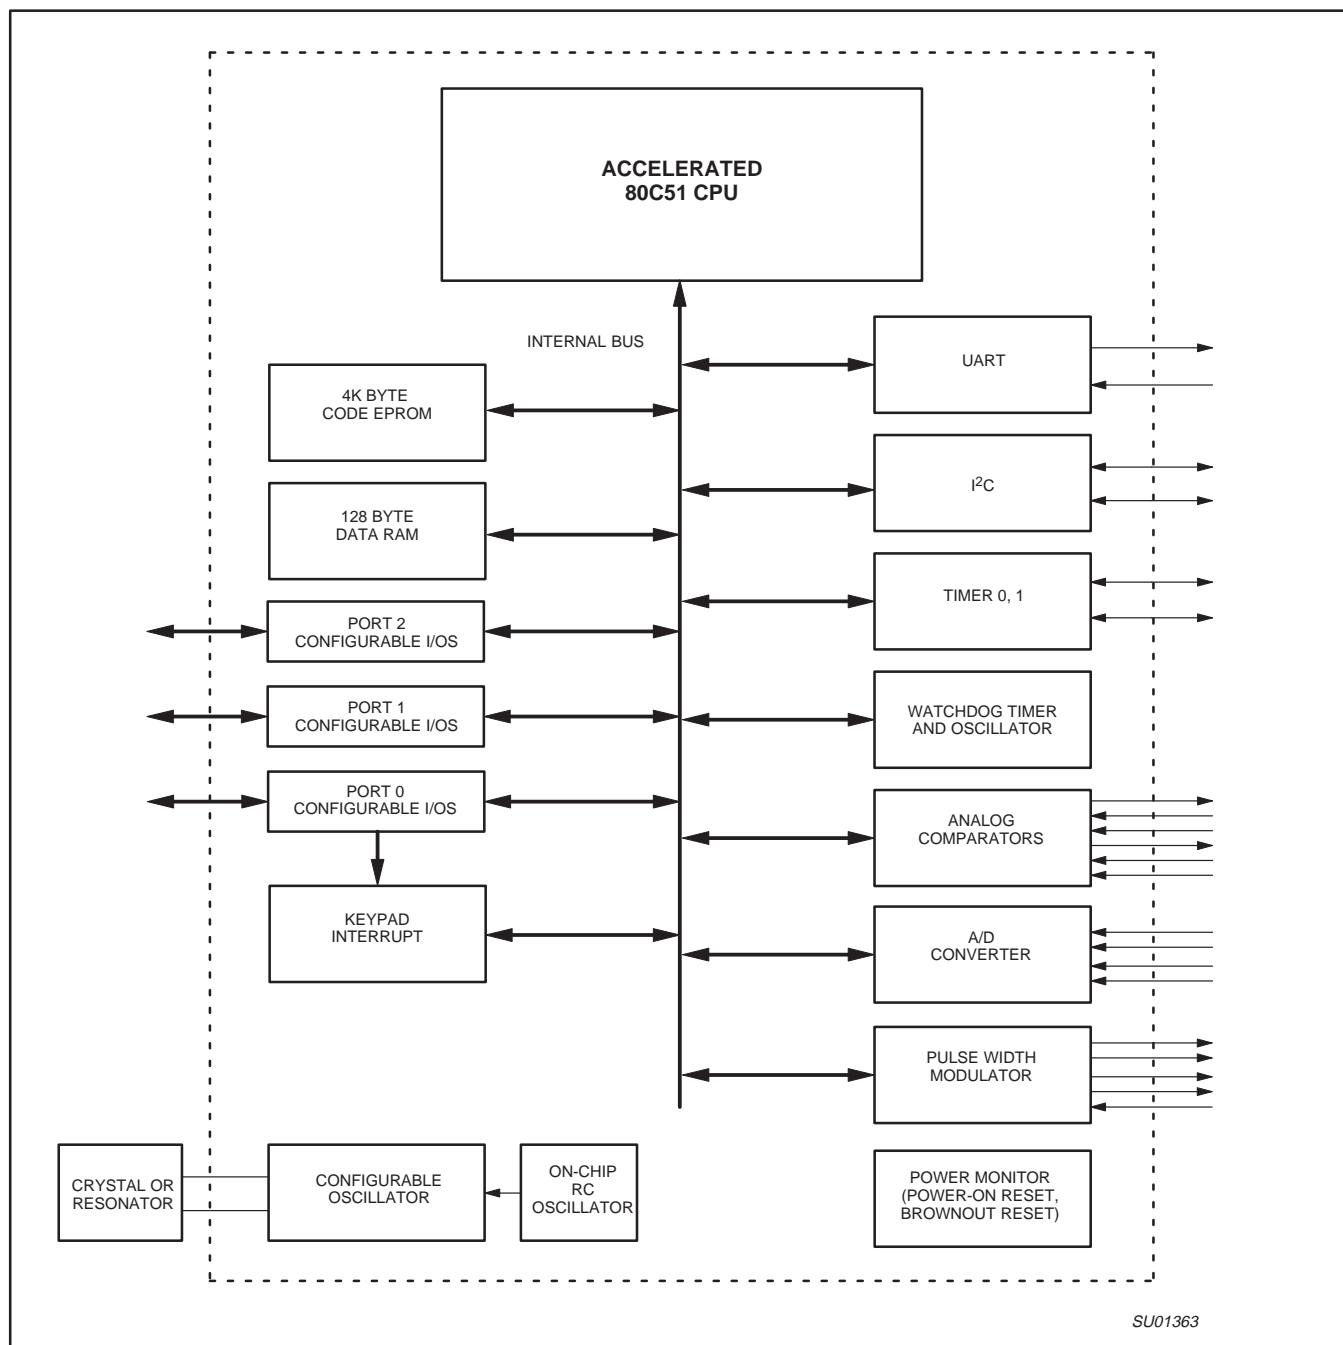 ACCELERATED
80C51 CPU
INTERNAL BUS
UART
4K BYTE
CODE EPROM
I²C
128 BYTE
DATA RAM
TIMER 0, 1
PORT 2
CONFIGURABLE I/OS
PORT 1
CONFIGURABLE I/OS
WATCHDOG TIMER
AND OSCILLATOR
PORT 0
CONFIGURABLE I/OS
ANALOG
COMPARATORS
KEYPAD
INTERRUPT
A/D
CONVERTER
PULSE WIDTH
MODULATOR
CRYSTAL OR
RESONATOR
CONFIGURABLE
OSCILLATOR
ON-CHIP
RC
OSCILLATOR
POWER MONITOR
(POWER-ON RESET,
BROWNOUT RESET)
SU01363